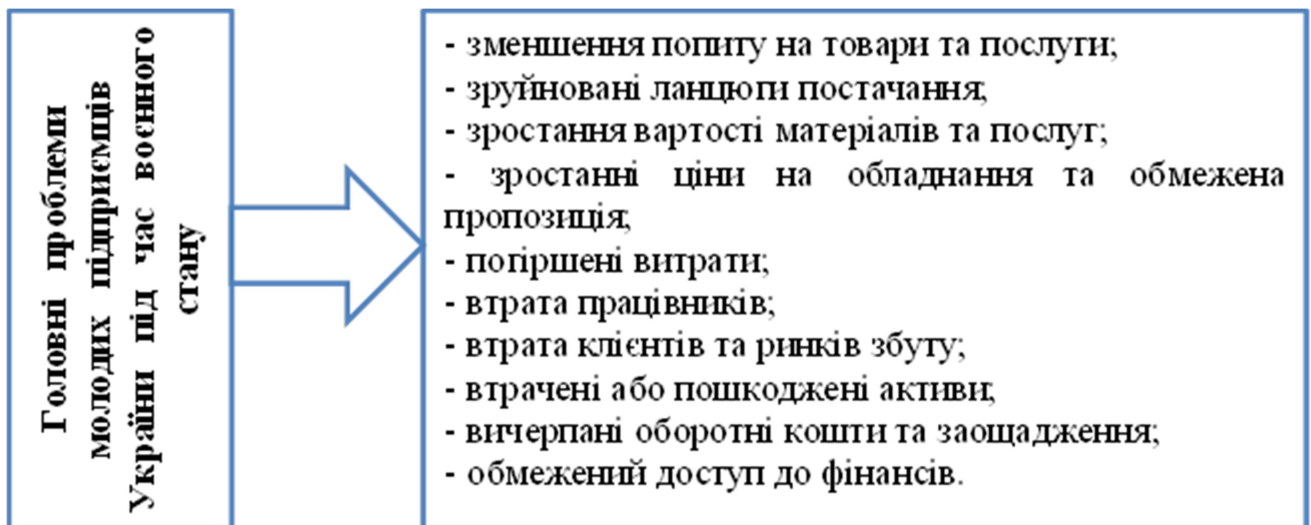 Головні проблеми
молодих підприємців
України під час воєнного
стану
- зменшення попиту на товари та послуги;
- зруйновані ланцюги постачання;
- зростання вартості матеріалів та послуг;
- зростанні ціни на обладнання та обмежена
пропозиція;
- погіршені витрати;
- втрата працівників;
- втрата клієнтів та ринків збуту;
- втрачені або пошкоджені активи;
- вичерпані оборотні кошти та заощадження;
- обмежений доступ до фінансів.